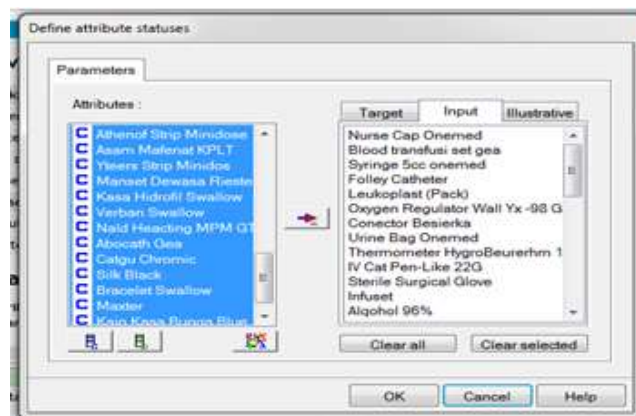 Define attribute statuses
Parameters
Attributes :
Athenof Strip Minidose
Asam Mafenat KPLT
Yteers Strip Minidos
Manset Dewasa Rieste
Kasa Hidrofil Swallow
Verban Swallow
Nald Heacting MPM GT
Abocath Gea
Catgu Chromic
Silk Black
Bracelet Swallow
Maxter
Kain Kasa Bunga Blue
Target Input Illustrative
Nurse Cap Onemed
Blood transfusi set gea
Syringe 5cc onemed
Folley Catheter
Leukoplast (Pack)
Oxygen Regulator Wall Yx -98 G
Conector Besierka
Urine Bag Onemed
Thermometer HygroBeurerhm 1
IV Cat Pen-Like 22G
Sterile Surgical Glove
Infuset
Alqohol 96%
Clear all Clear selected
OK Cancel Help